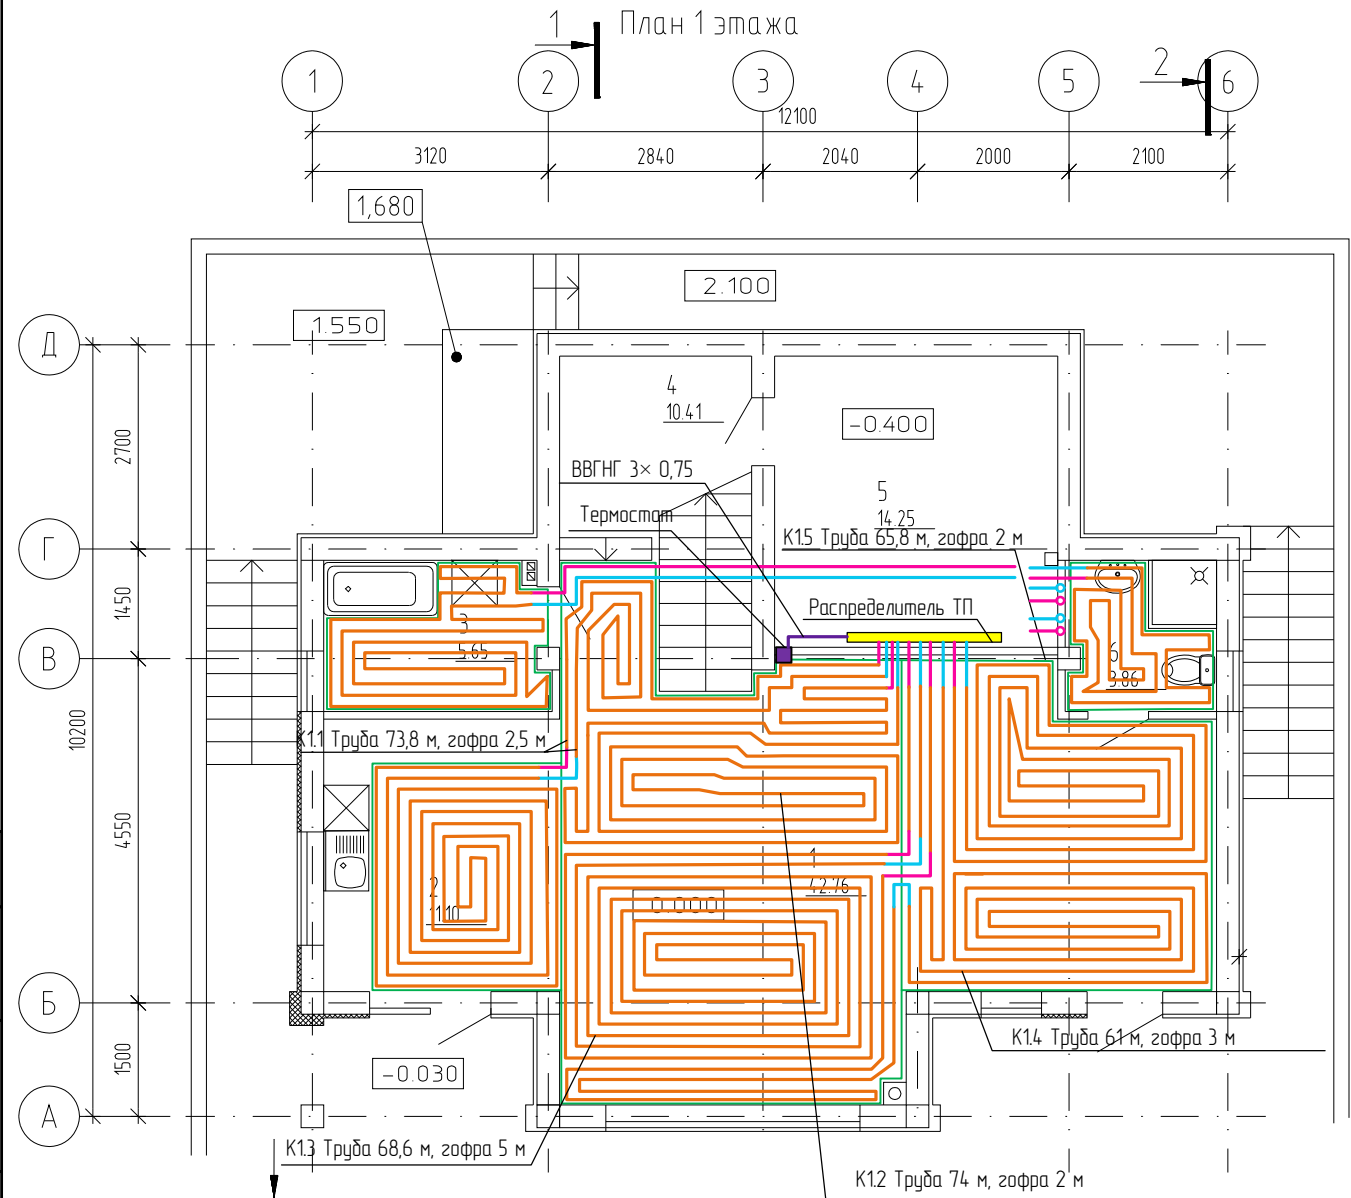 План 1 этажа
1
2
1
2
3
4
5
6
12100
3120
2840
2040
2000
2100
1,680
2.100
1.550
Д
4
10.41
-0.400
2700
ВВГНГ 3× 0,75
5
14.25
Термостат
К1.5 Труба 65,8 м, гофра 2 м
Г
1450
Распределитель ТП
3
5.65
6
3.86
В
10200
К1.1 Труба 73,8 м, гофра 2,5 м
4550
1
42.76
2
11.10
0.000
Б
К1.4 Труба 61 м, гофра 3 м
1500
-0.030
А
К1.3 Труба 68,6 м, гофра 5 м
К1.2 Труба 74 м, гофра 2 м